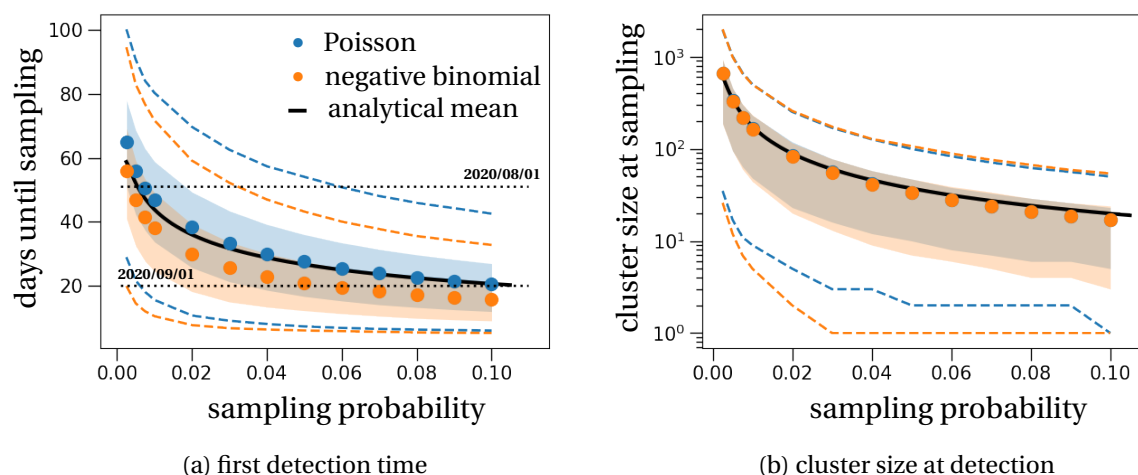 100
80
60
40
20
days until sampling
Poisson
negative binomial
analytical mean
2020/08/01
2020/09/01
0.00 0.02 0.04 0.06 0.08 0.10
sampling probability
(a) first detection time
10³
10²
10¹
10⁰
cluster size at sampling
0.00 0.02 0.04 0.06 0.08 0.10
sampling probability
(b) cluster size at detection